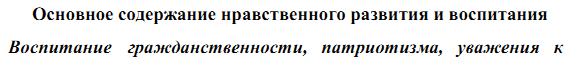 Основное содержание нравственного развития и воспитания
Воспитание гражданственности, патриотизма, уважения к